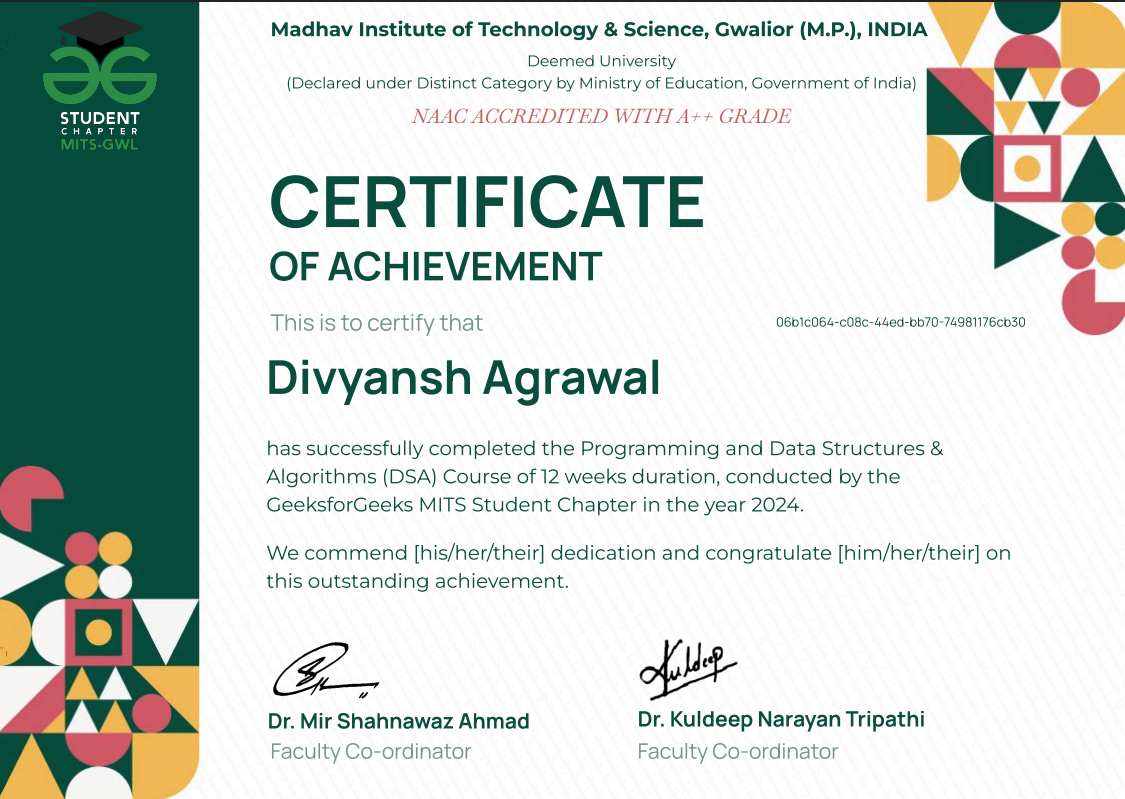 STUDENT
CHAPTER
MITS-GWL
Madhav Institute of Technology & Science, Gwalior (M.P.), INDIA
Deemed University
(Declared under Distinct Category by Ministry of Education, Government of India)
NAAC ACCREDITED WITH A++ GRADE
CERTIFICATE
OF ACHIEVEMENT
This is to certify that
06b1c064-c08c-44ed-bb70-74981176cb30
Divyansh Agrawal
has successfully completed the Programming and Data Structures &
Algorithms (DSA) Course of 12 weeks duration, conducted by the
GeeksforGeeks MITS Student Chapter in the year 2024.
We commend [his/her/their] dedication and congratulate [him/her/their] on
this outstanding achievement.
Kuldeep
Dr. Mir Shahnawaz Ahmad
Dr. Kuldeep Narayan Tripathi
Faculty Co-ordinator
Faculty Co-ordinator